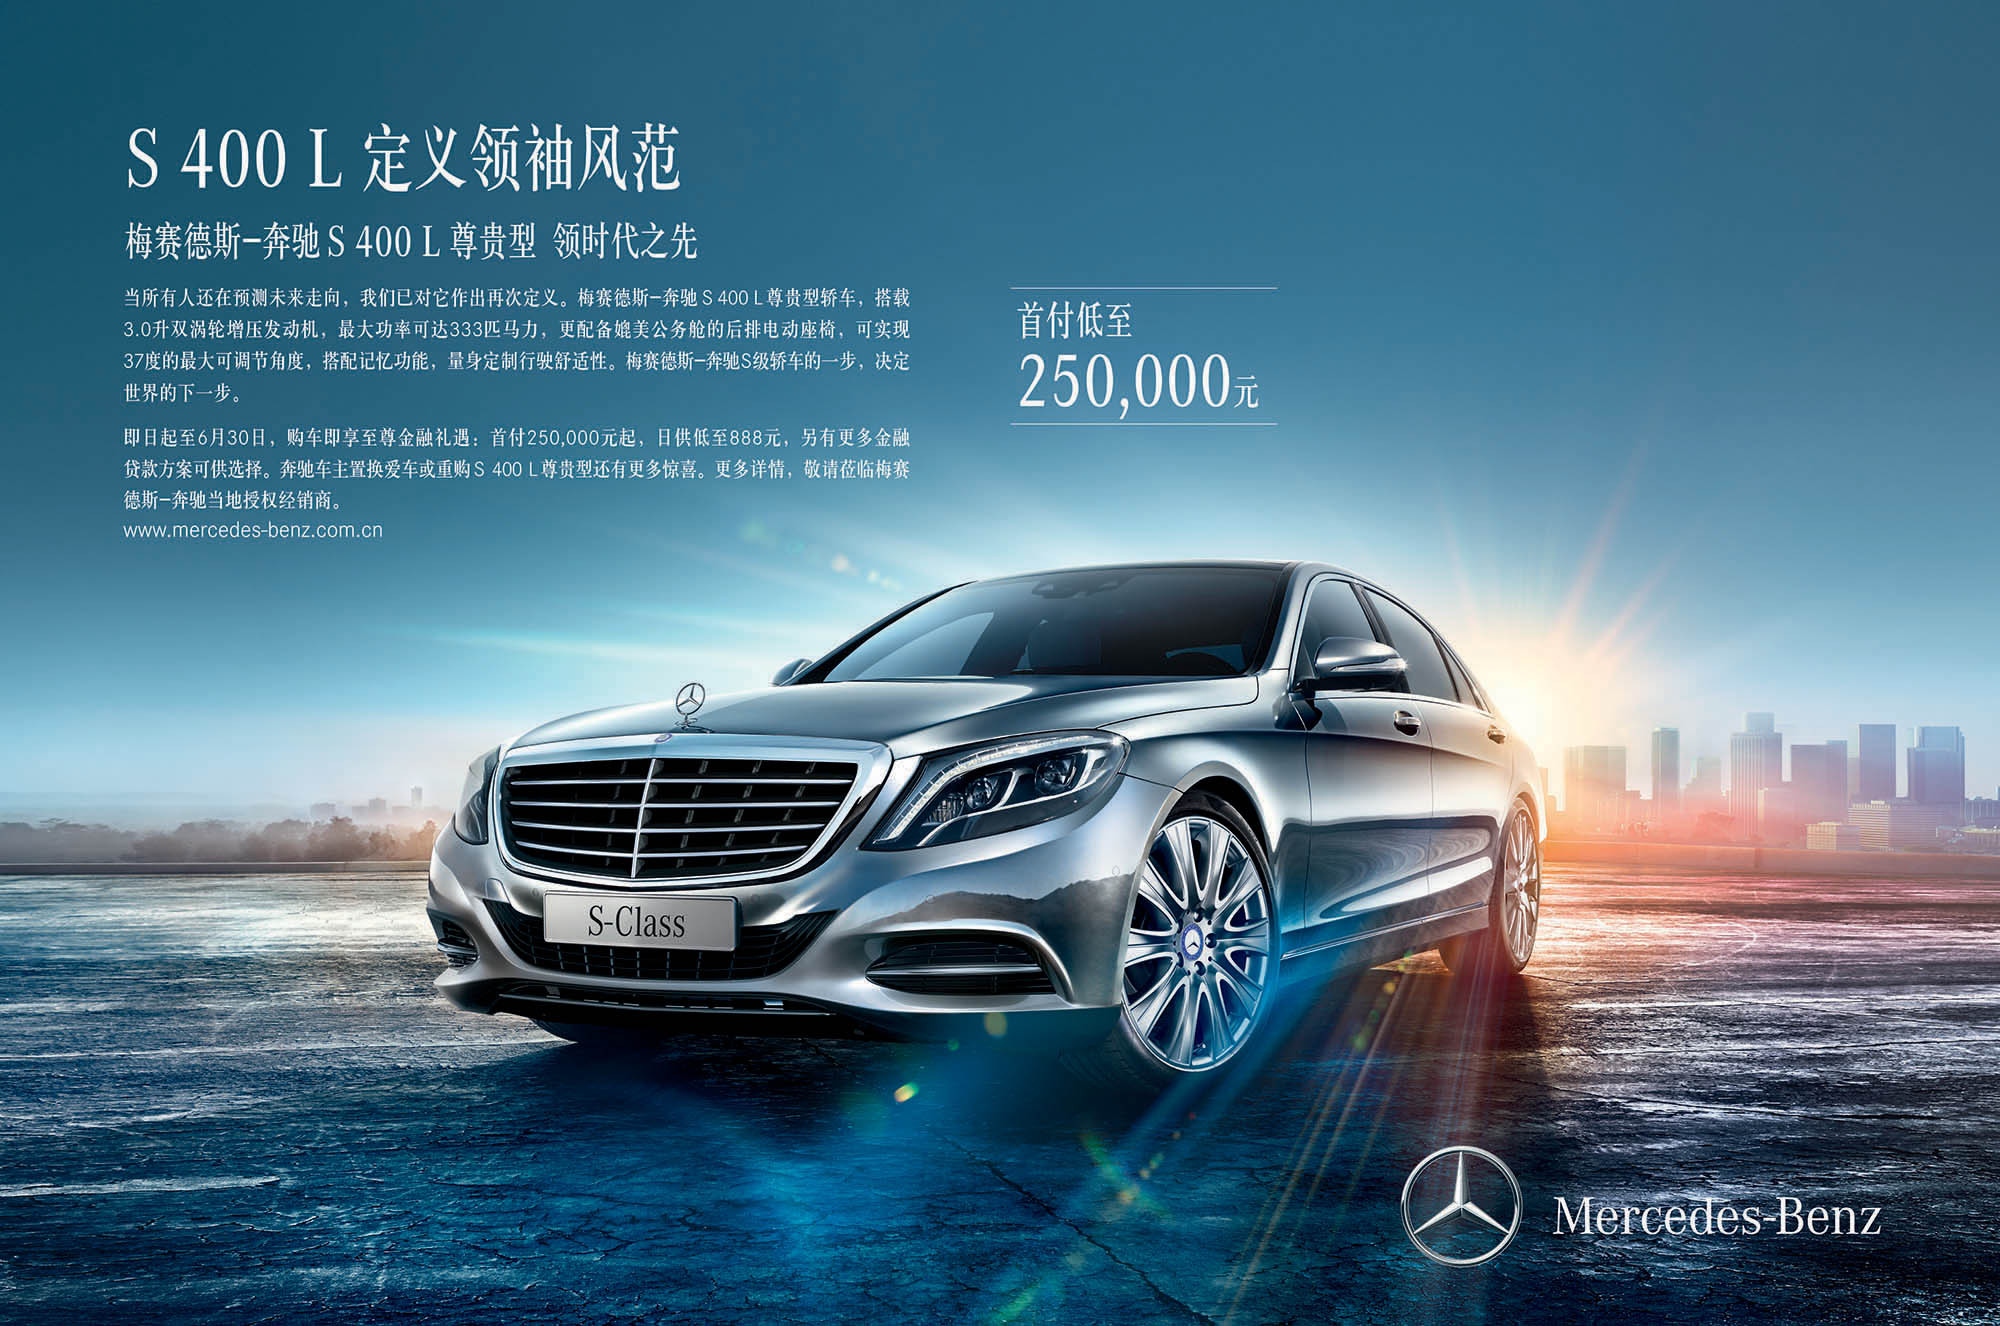 S 400 L 定义领袖风范
梅赛德斯-奔驰 S 400 L 尊贵型 领时代之先
当所有人还在预测未来走向，我们已对它作出再次定义。梅赛德斯-奔驰 S 400 L 尊贵型轿车，搭载
3.0升双涡轮增压发动机，最大功率可达333匹马力，更配备媲美公务舱的后排电动座椅，可实现
37度的最大可调节角度，搭配记忆功能，量身定制行驶舒适性。梅赛德斯-奔驰S级轿车的一步，决定
世界的下一步。
即日起至6月30日，购车即享至尊金融礼遇：首付250,000元起，日供低至888元，另有更多金融
贷款方案可供选择。奔驰车主置换爱车或重购 S 400 L 尊贵型还有更多惊喜。更多详情，敬请莅临梅赛
德斯-奔驰当地授权经销商。
www.mercedes-benz.com.cn
首付低至
250,000元
S-Class
Mercedes-Benz